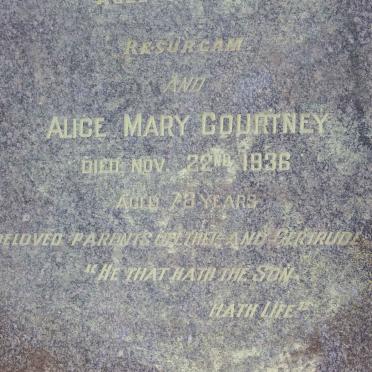 RESURGAM
AND
ALICE MARY COURTNEY
DIED NOV. 22ND 1936
AGED 78 YEARS
BELOVED PARENTS OF ETHEL AND GERTRUDE
"HE THAT HATH THE SON
HATH LIFE"